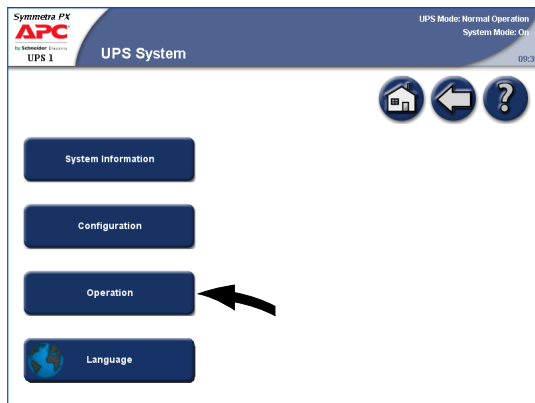 Symmetra PX
APC
by Schneider Electric
UPS 1
UPS System
UPS Mode: Normal Operation
System Mode: On
?
System Information
Configuration
Operation
Language